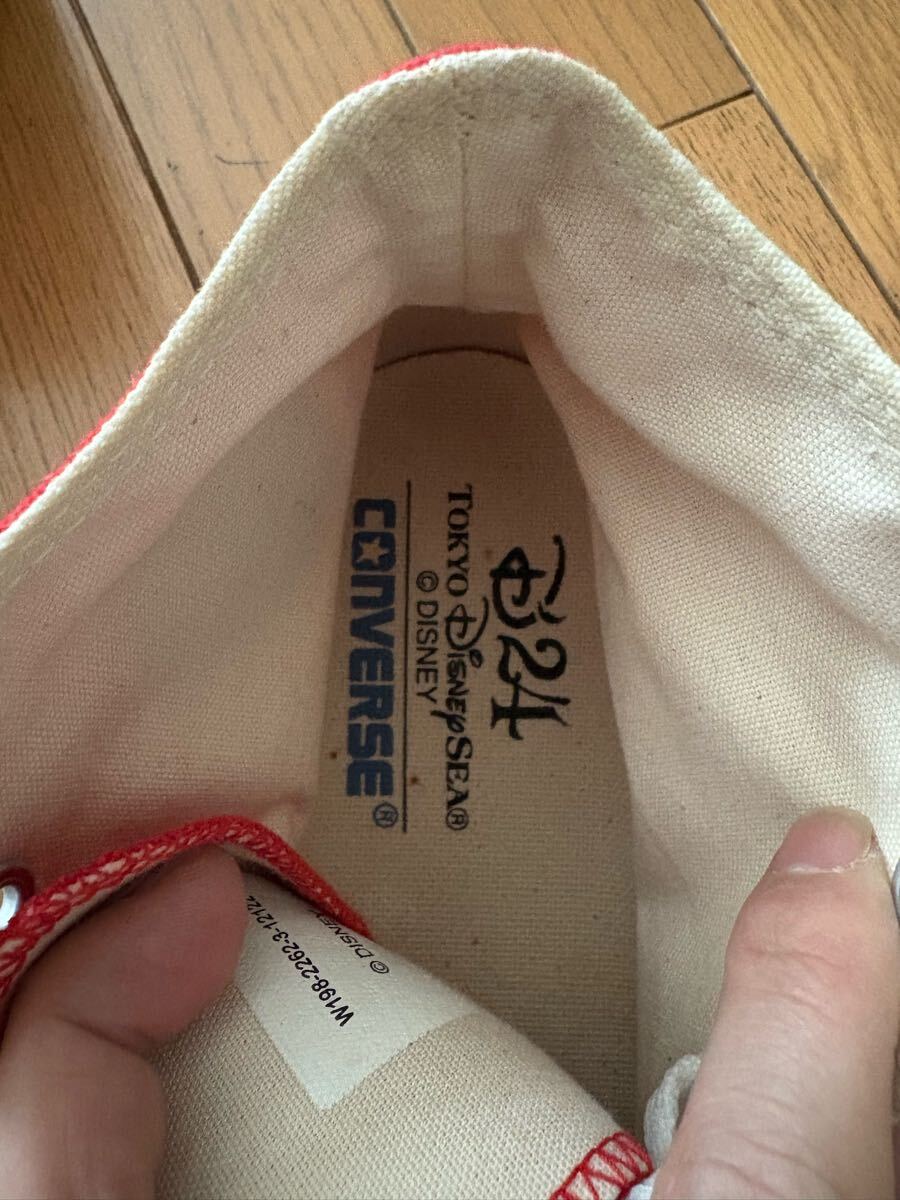 D'24
TOKYO DISNEYSEA®
© DISNEY
CONVERSE®
© DISNEY
W198-2262-3-1212